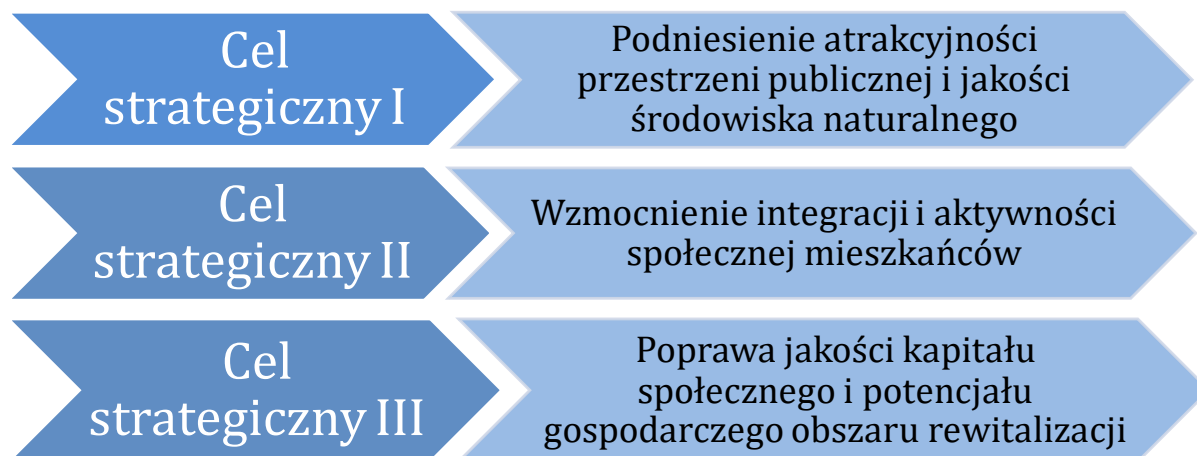 Cel
strategiczny I
Podniesienie atrakcyjności
przestrzeni publicznej i jakości
środowiska naturalnego
Cel
strategiczny II
Wzmocnienie integracji i aktywności
społecznej mieszkańców
Cel
strategiczny III
Poprawa jakości kapitału
społecznego i potencjału
gospodarczego obszaru rewitalizacji